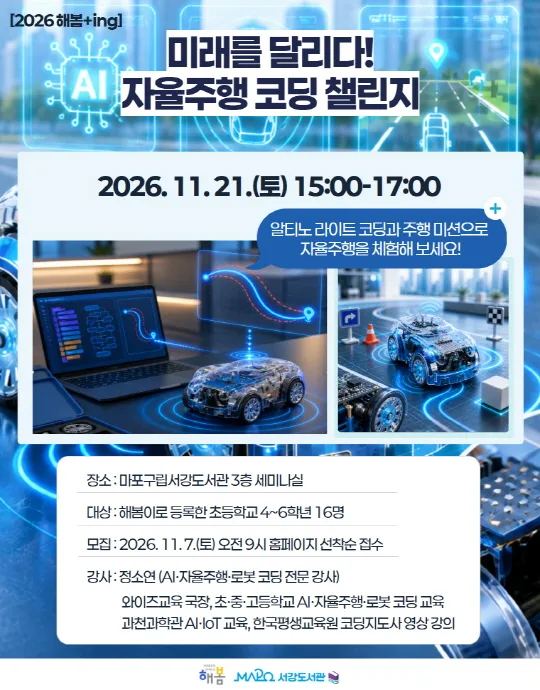 [2026 해봄+ing]
AI
미래를 달리다!
자율주행 코딩 챌린지
2026. 11. 21.(토) 15:00-17:00
알티노 라이트 코딩과 주행 미션으로
자율주행을 체험해 보세요!
장소 : 마포구립서강도서관 3층 세미나실
대상 : 해봄이로 등록한 초등학교 4~6학년 16명
모집 : 2026. 11. 7.(토) 오전 9시 홈페이지 선착순 접수
강사 : 정소연 (AI·자율주행·로봇 코딩 전문 강사)
와이즈교육 국장, 초·중·고등학교 AI·자율주행·로봇 코딩 교육
과천과학관 AI·IoT 교육, 한국평생교육원 코딩지도사 영상 강의
해봄 MAPO 서강도서관